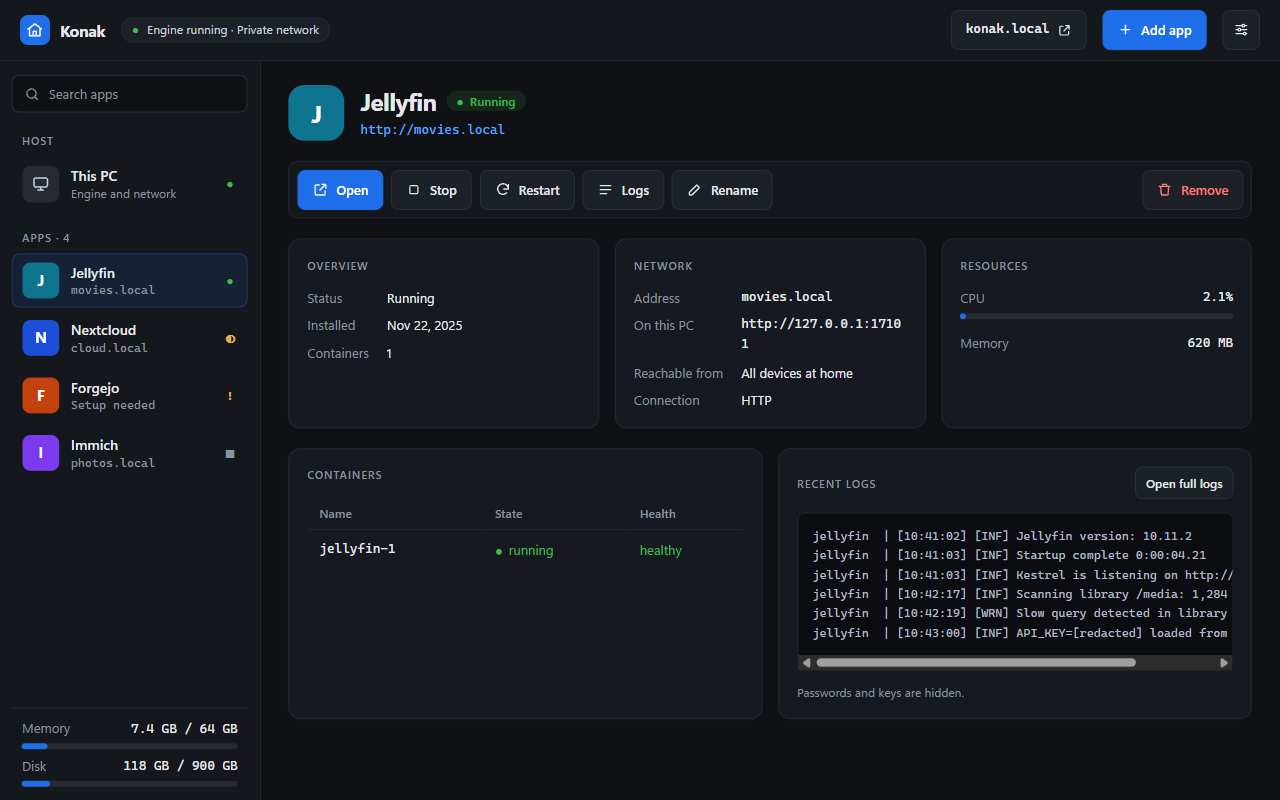 Konak
● Engine running · Private network
konak.local
+ Add app
Search apps
HOST
This PC
Engine and network
APPS · 4
J
Jellyfin
movies.local
N
Nextcloud
cloud.local
F
Forgejo
Setup needed
!
I
Immich
photos.local
Memory 7.4 GB / 64 GB
Disk 118 GB / 900 GB
J
Jellyfin
● Running
http://movies.local
Open
Stop
Restart
Logs
Rename
Remove
OVERVIEW
Status Running
Installed Nov 22, 2025
Containers 1
NETWORK
Address movies.local
On this PC http://127.0.0.1:1710
1
Reachable from All devices at home
Connection HTTP
RESOURCES
CPU 2.1%
Memory 620 MB
CONTAINERS
Name State Health
jellyfin-1 ● running healthy
RECENT LOGS
Open full logs
jellyfin | [10:41:02] [INF] Jellyfin version: 10.11.2
jellyfin | [10:41:03] [INF] Startup complete 0:00:04.21
jellyfin | [10:41:03] [INF] Kestrel is listening on http://
jellyfin | [10:42:17] [INF] Scanning library /media: 1,284
jellyfin | [10:42:19] [WRN] Slow query detected in library
jellyfin | [10:43:00] [INF] API_KEY=[redacted] loaded from
Passwords and keys are hidden.